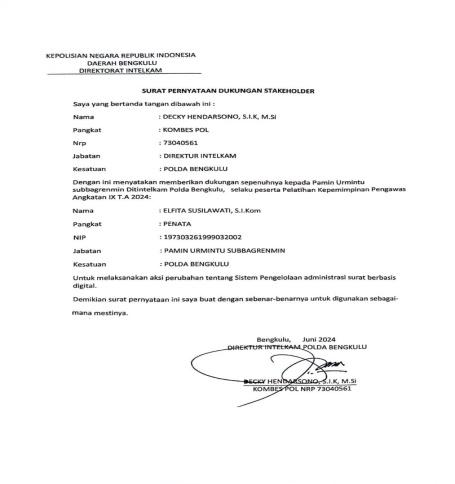 KEPOLISIAN NEGARA REPUBLIK INDONESIA
DAERAH BENGKULU
DIREKTORAT INTELKAM
SURAT PERNYATAAN DUKUNGAN STAKEHOLDER
Saya yang bertanda tangan dibawah ini :
Nama : DECKY HENDARSONO, S.I.K, M.Si
Pangkat : KOMBES POL
Nrp : 73040561
Jabatan : DIREKTUR INTELKAM
Kesatuan : POLDA BENGKULU
Dengan ini menyatakan memberikan dukungan sepenuhnya kepada Pamin Urmintu
subbagrenmin Ditintelkam Polda Bengkulu, selaku peserta Pelatihan Kepemimpinan Pengawas
Angkatan IX T.A 2024:
Nama : ELFITA SUSILAWATI, S.I.Kom
Pangkat : PENATA
NIP : 197303261999032002
Jabatan : PAMIN URMINTU SUBBAGRENMIN
Kesatuan : POLDA BENGKULU
Untuk melaksanakan aksi perubahan tentang Sistem Pengelolaan administrasi surat berbasis
digital.
Demikian surat pernyataan ini saya buat dengan sebenar-benarnya untuk digunakan sebagai-
mana mestinya.
Bengkulu, Juni 2024
DIREKTUR INTELKAM POLDA BENGKULU
DECKY HENDARSONO, S.I.K, M.Si
KOMBES POL NRP 73040561